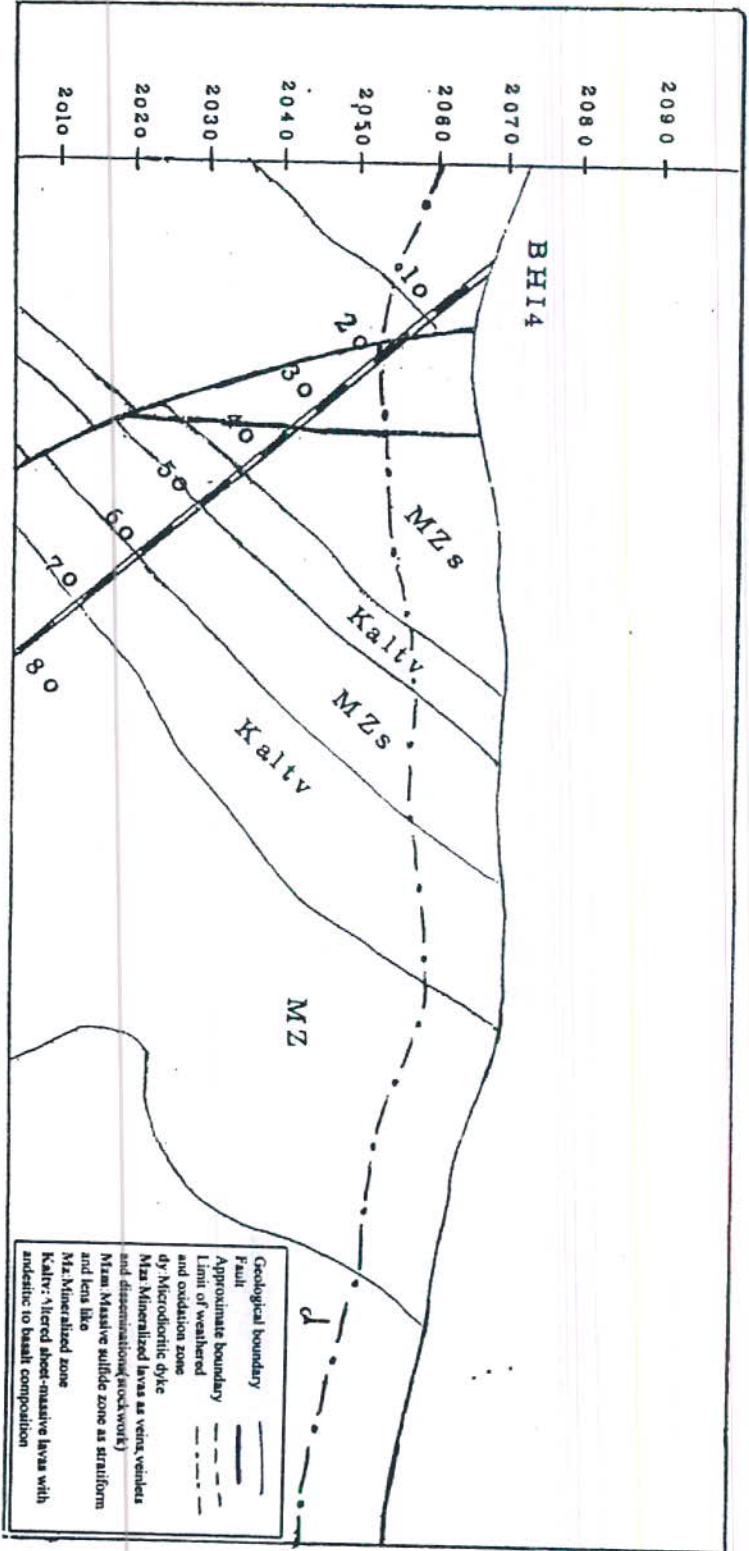 2090
2080
2070
2060
2050
2040
2030
2020
2010
BHI4
10
20
30
40
50
60
70
80
MZs
Kaltv
MZs
Kaltv
MZ
d
Geological boundary
Fault
Approximate boundary
Limit of weathered
and oxidation zone
dy:Microdioritic dyke
Mzs:Mineralized lavas as veins,veinlets
and disseminations(stockwork)
Mzm:Massive sulfide zone as stratiform
and lens like
Mz:Mineralized zone
Kaltv: Altered sheet-massive lavas with
andesitic to basalt composition